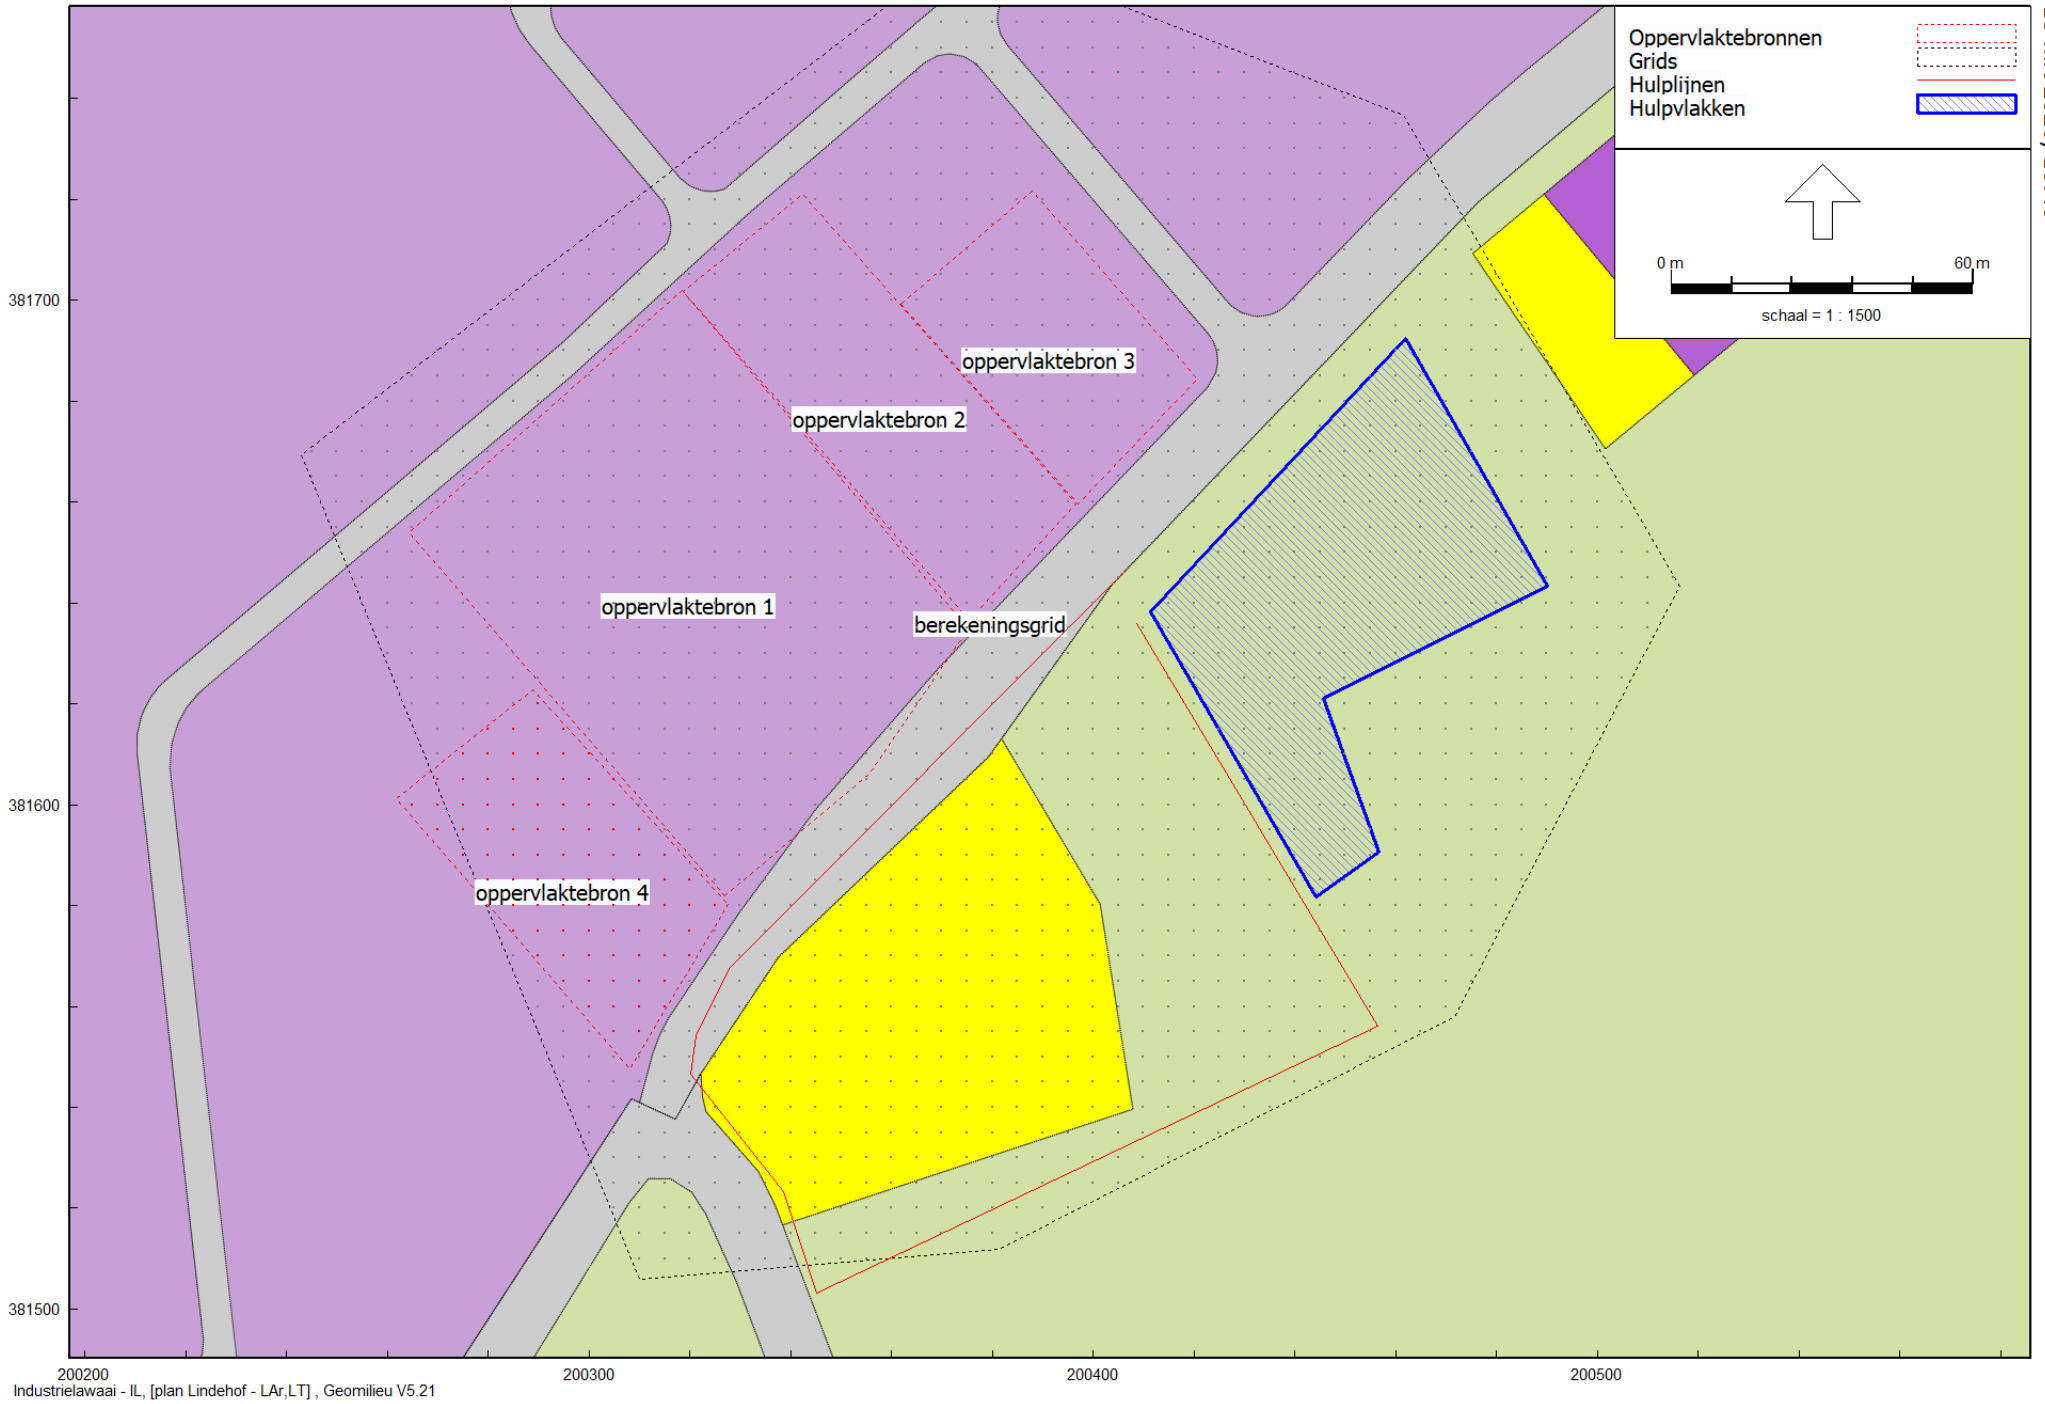 Oppervlaktebronnen
Grids
Hulplijnen
Hulpvlakken
0 m
60 m
schaal = 1 : 1500
381700
oppervlaktebron 3
oppervlaktebron 2
oppervlaktebron 1
berekeningsgrid
381600
oppervlaktebron 4
381500
200200
200300
200400
200500
Industrielawaai - IL, [plan Lindehof - LAr,LT] , Geomilieu V5.21